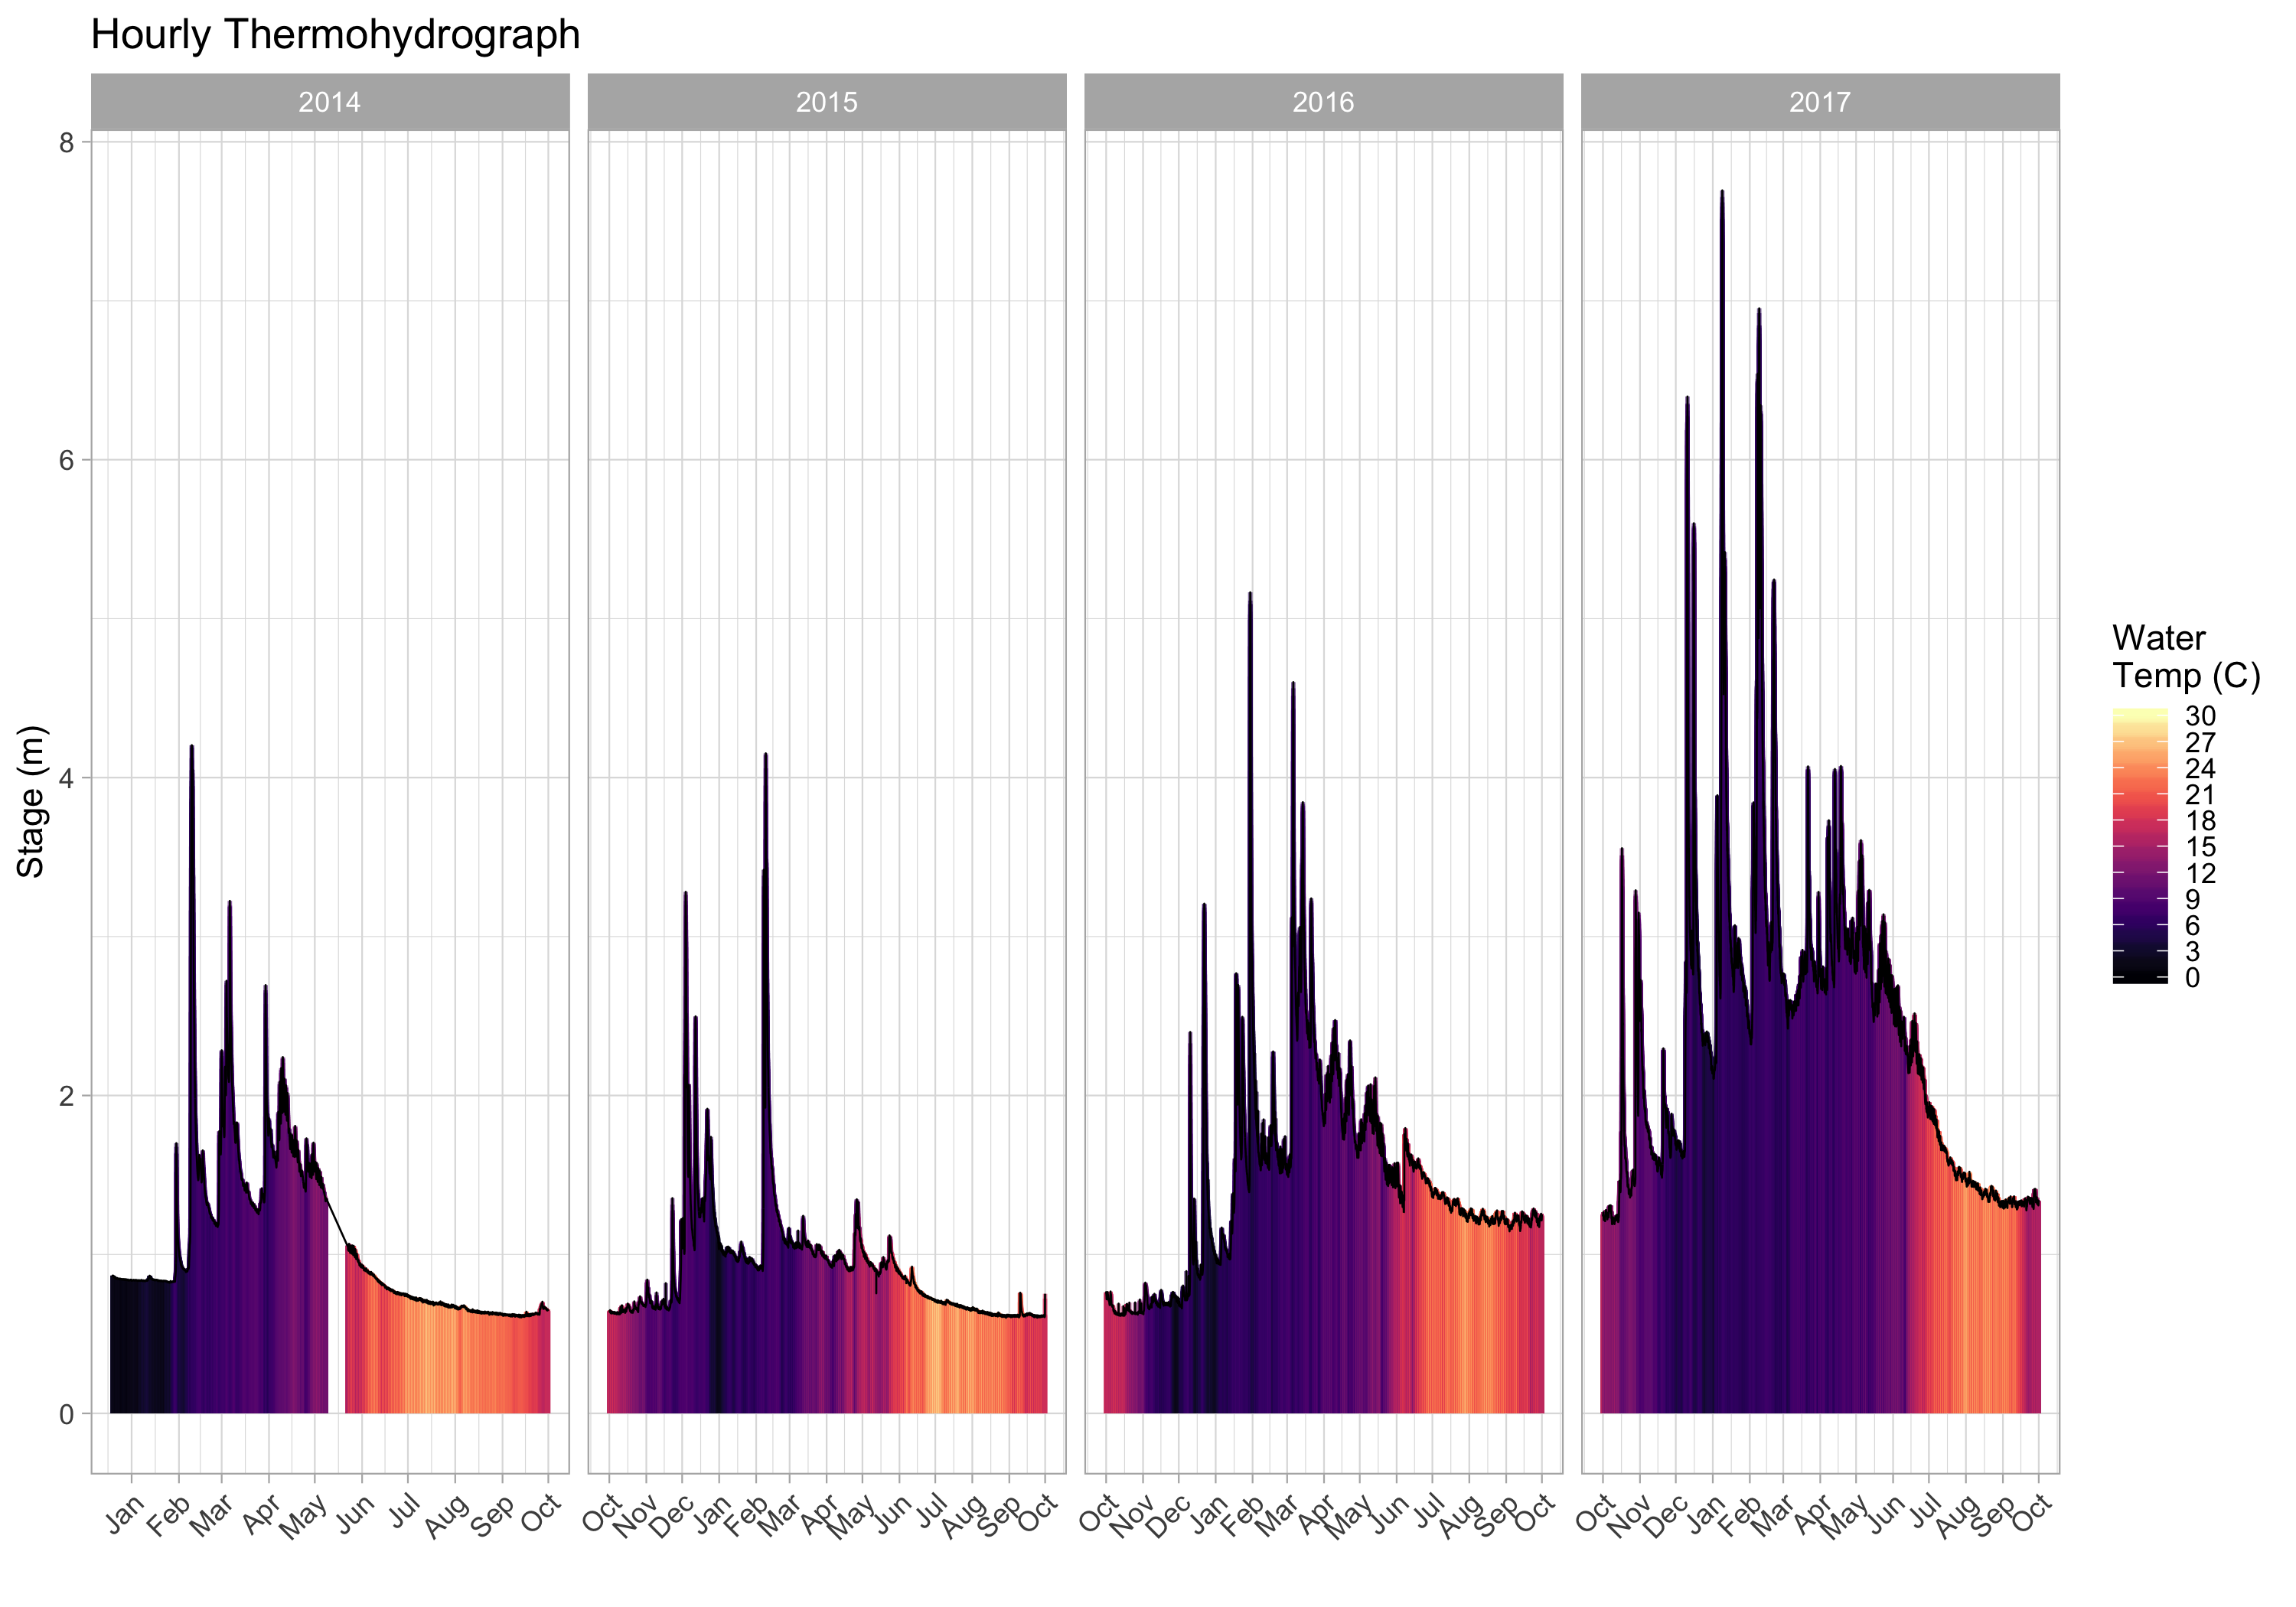 Hourly Thermohydrograph
2014
2015
2016
2017
8
6
4
2
0
Stage (m)
Jan Feb Mar Apr May Jun Jul Aug Sep Oct
Oct Nov Dec Jan Feb Mar Apr May Jun Jul Aug Sep Oct
Oct Nov Dec Jan Feb Mar Apr May Jun Jul Aug Sep Oct
Oct Nov Dec Jan Feb Mar Apr May Jun Jul Aug Sep Oct
Water
Temp (C)
30
27
24
21
18
15
12
9
6
3
0